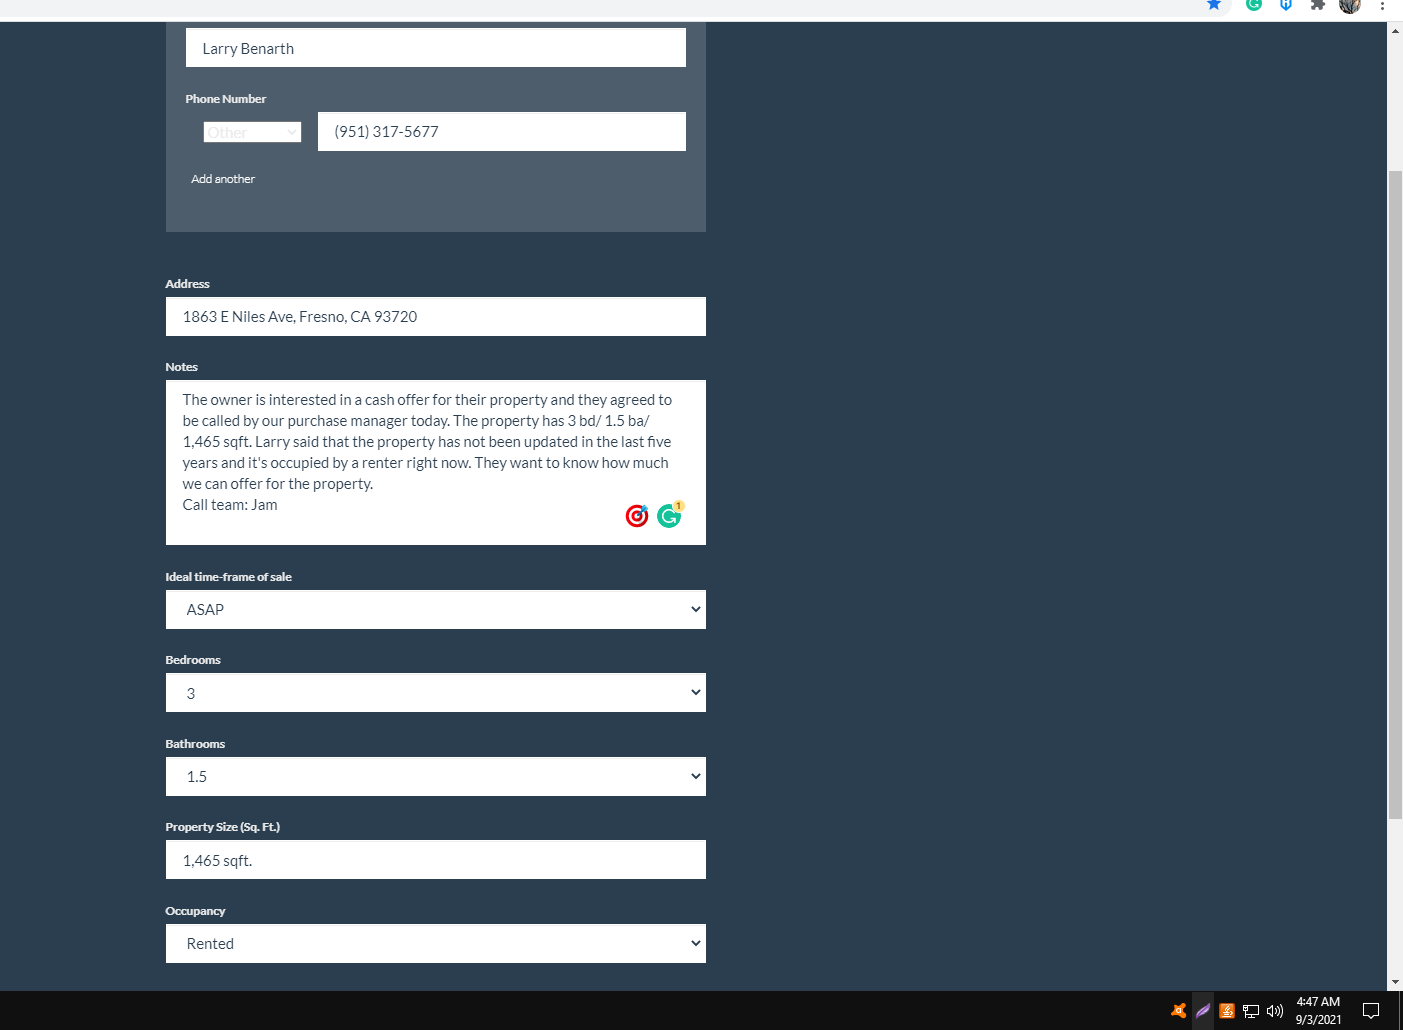 Larry Benarth
Phone Number
Other
(951) 317-5677
Add another
Address
1863 E Niles Ave, Fresno, CA 93720
Notes
The owner is interested in a cash offer for their property and they agreed to
be called by our purchase manager today. The property has 3 bd/ 1.5 ba/
1,465 sqft. Larry said that the property has not been updated in the last five
years and it's occupied by a renter right now. They want to know how much
we can offer for the property.
Call team: Jam
1
Ideal time-frame of sale
ASAP
Bedrooms
3
Bathrooms
1.5
Property Size (Sq. Ft.)
1,465 sqft.
Occupancy
Rented
4:47 AM
9/3/2021